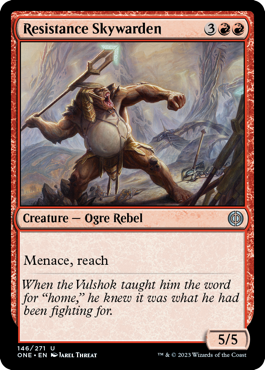 Resistance Skywarden 3
Creature — Ogre Rebel
Menace, reach
When the Vulshok taught him the word
for “home,” he knew it was what he had
been fighting for.
5/5
146/271 U
ONE • EN JAREL THREAT
™ & © 2023 Wizards of the Coast